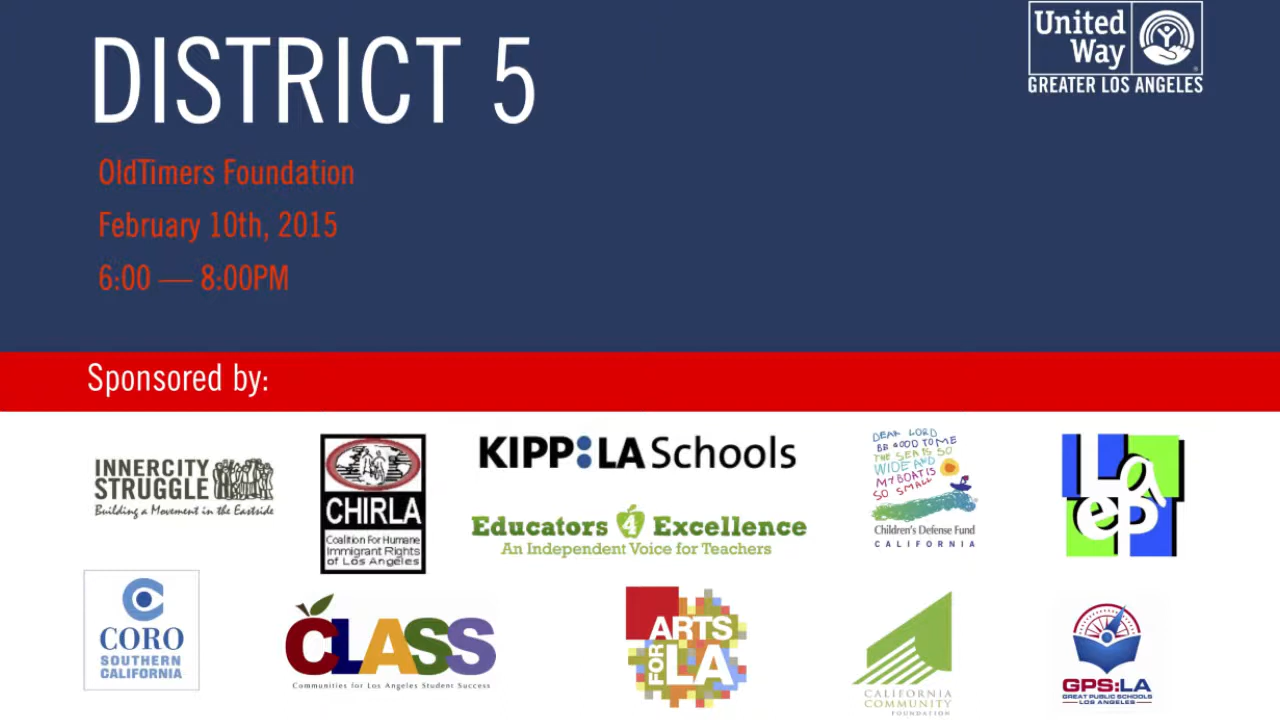 DISTRICT 5
United
Way
GREATER LOS ANGELES
OldTimers Foundation
February 10th, 2015
6:00 — 8:00PM
Sponsored by:
INNERCITY
STRUGGLE
Building a Movement in the Eastside
CHIRLA
Coalition For Humane
Immigrant Rights
of Los Angeles
KIPP:LA Schools
Educators 4 Excellence
An Independent Voice for Teachers
DEAR LORD
BE GOOD TO ME
THE SEA IS SO
WIDE AND
MY BOAT IS
SO SMALL
Children's Defense Fund
CALIFORNIA
La
eP
CORO
SOUTHERN
CALIFORNIA
CLASS
Communities for Los Angeles Student Success
ARTS
FOR LA
CALIFORNIA
COMMUNITY
FOUNDATION
GPS:LA
GREAT PUBLIC SCHOOLS
LOS ANGELES